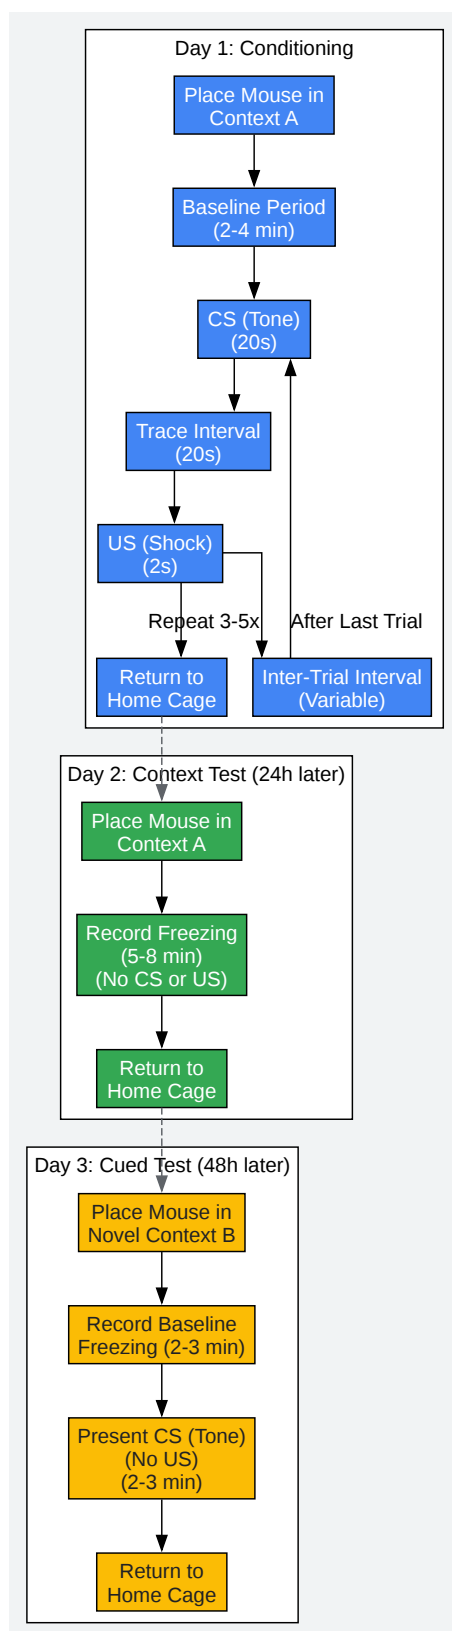 Day 1: Conditioning
Place Mouse in
Context A
Baseline Period
(2-4 min)
CS (Tone)
(20s)
Trace Interval
(20s)
US (Shock)
(2s)
Repeat 3-5x
After Last Trial
Return to
Home Cage
Inter-Trial Interval
(Variable)
Day 2: Context Test (24h later)
Place Mouse in
Context A
Record Freezing
(5-8 min)
(No CS or US)
Return to
Home Cage
Day 3: Cued Test (48h later)
Place Mouse in
Novel Context B
Record Baseline
Freezing (2-3 min)
Present CS (Tone)
(No US)
(2-3 min)
Return to
Home Cage